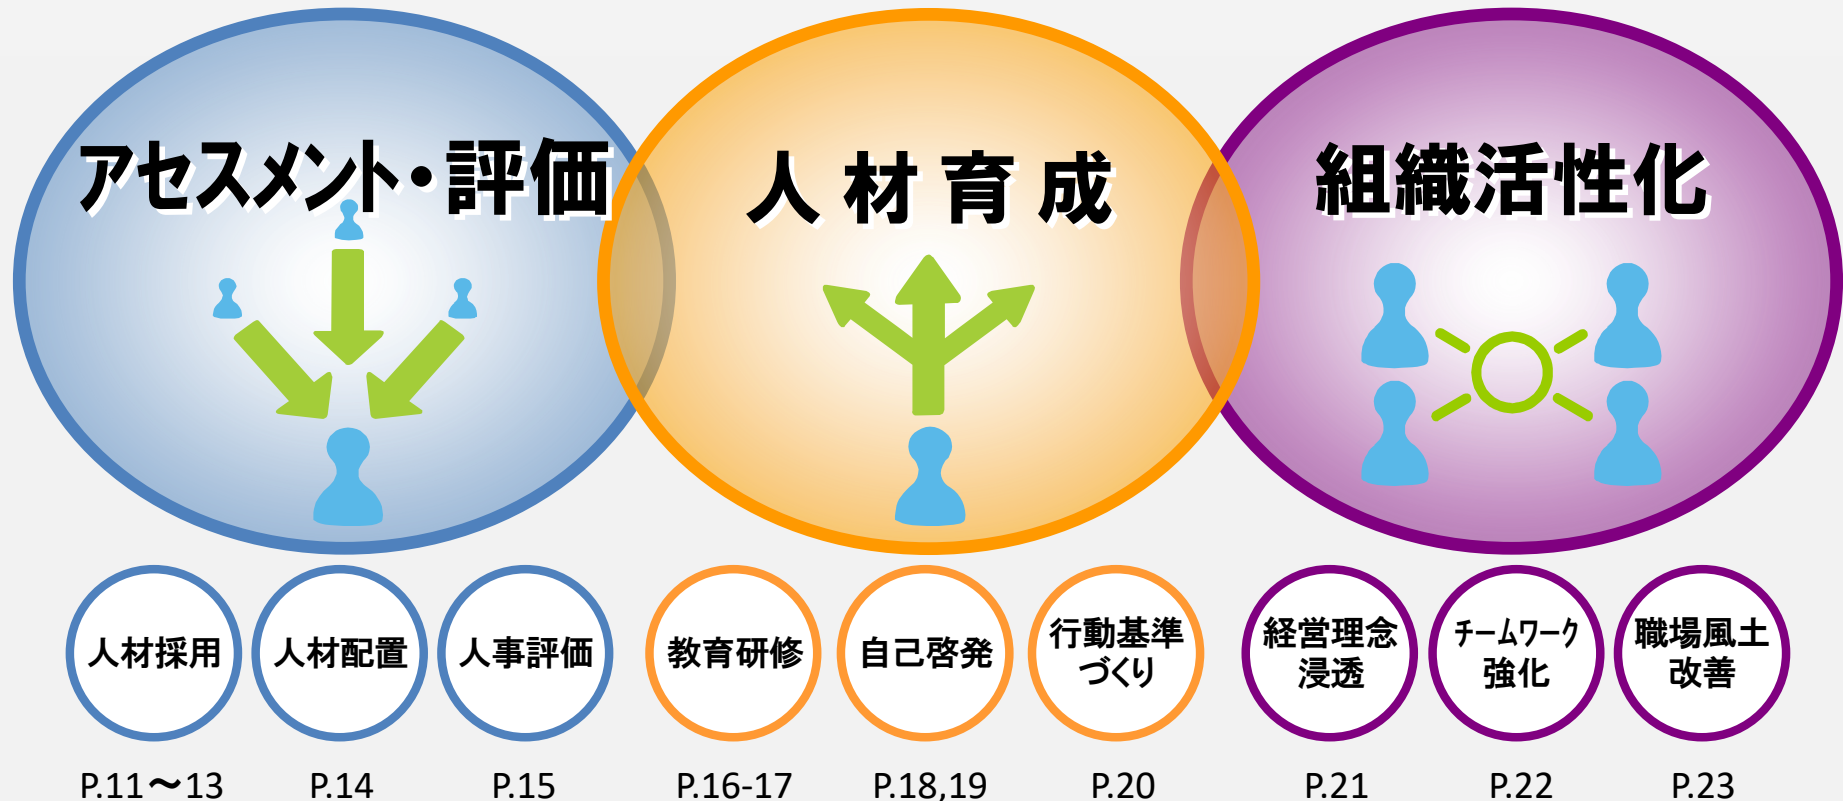 アセスメント・評価
人材育成
組織活性化
人材採用
人材配置
人事評価
教育研修
自己啓発
行動基準
づくり
経営理念
浸透
チームワーク
強化
職場風土
改善
P.11～13
P.14
P.15
P.16-17
P.18,19
P.20
P.21
P.22
P.23